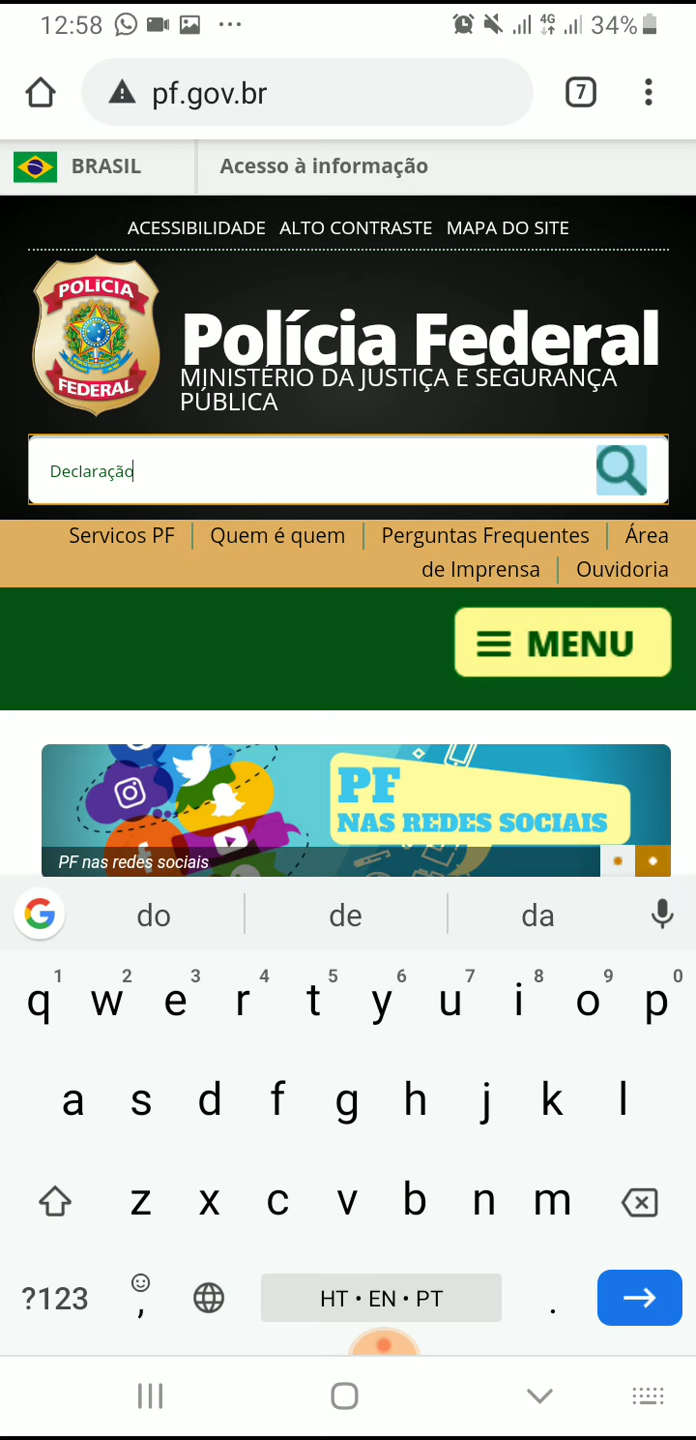 12:58 4G 34%
pf.gov.br 7
BRASIL Acesso à informação
ACESSIBILIDADE ALTO CONTRASTE MAPA DO SITE
POLÍCIA
FEDERAL
Polícia Federal
MINISTÉRIO DA JUSTIÇA E SEGURANÇA
PÚBLICA
Declaração
Servicos PF Quem é quem Perguntas Frequentes Área
de Imprensa Ouvidoria
MENU
PF
NAS REDES SOCIAIS
PF nas redes sociais
do de da
1 2 3 4 5 6 7 8 9 0
q w e r t y u i o p
a s d f g h j k l
z x c v b n m
?123 , HT • EN • PT .